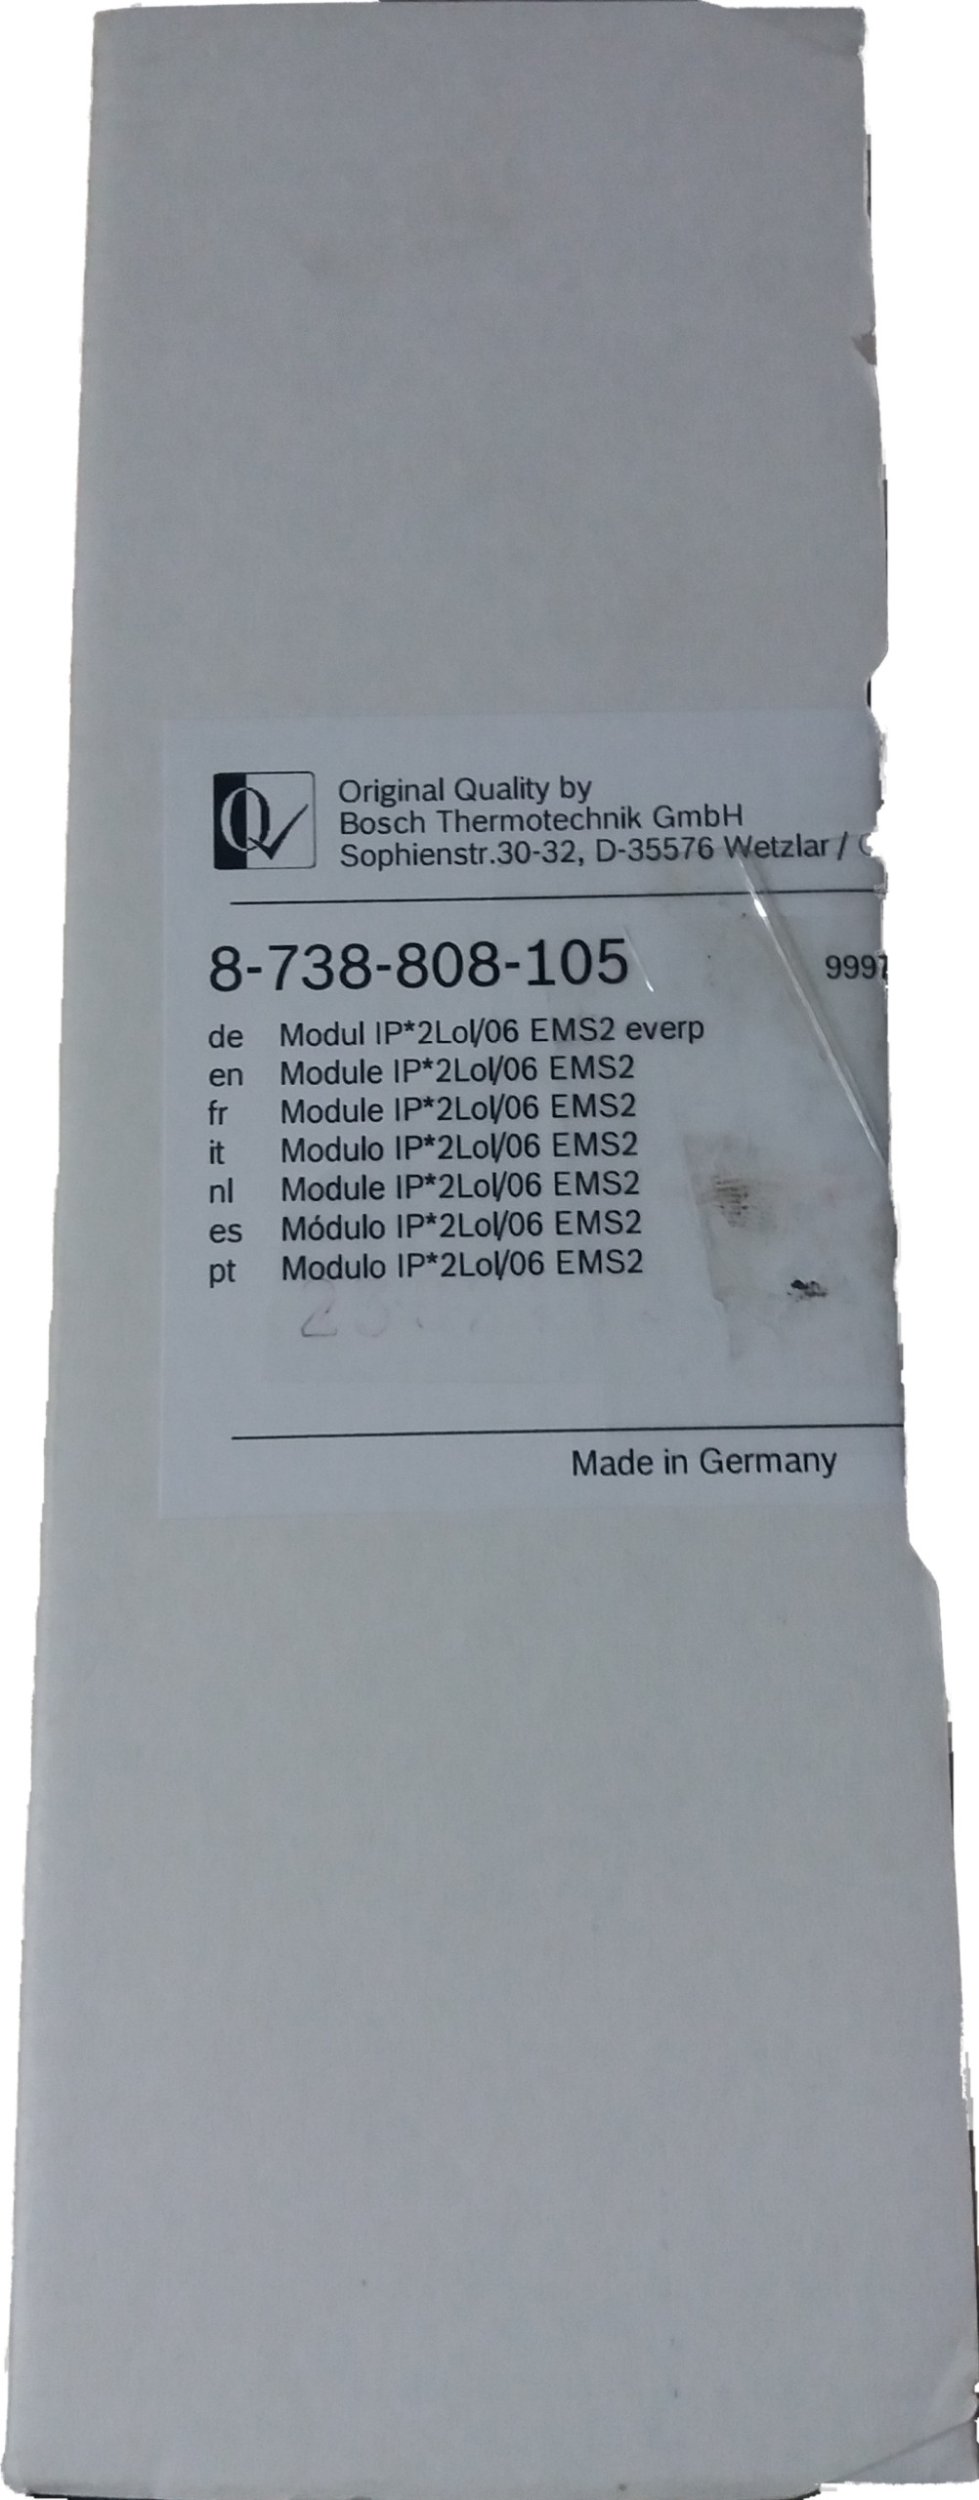 Original Quality by
Bosch Thermotechnik GmbH
Sophienstr.30-32, D-35576 Wetzlar /
8-738-808-105
de Modul IP*2Lol/06 EMS2 everp
en Module IP*2Lol/06 EMS2
fr Module IP*2Lol/06 EMS2
it Modulo IP*2Lol/06 EMS2
nl Module IP*2Lol/06 EMS2
es Módulo IP*2Lol/06 EMS2
pt Modulo IP*2Lol/06 EMS2
Made in Germany